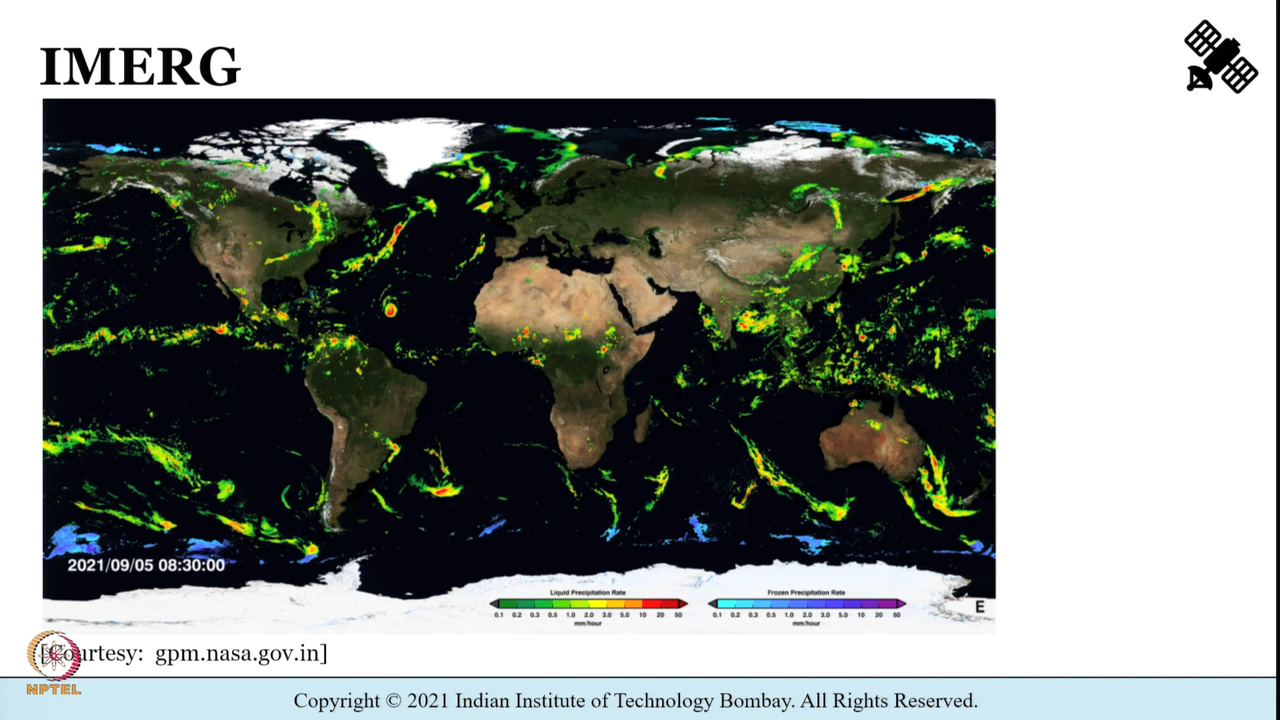 IMERG
2021/09/05 08:30:00
Liquid Precipitation Rate
0.1 0.2 0.3 0.5 1.0 2.0 3.0 5.0 10 20 50
mm/hour
Frozen Precipitation Rate
0.1 0.2 0.3 0.5 1.0 2.0 3.0 5.0 10 20 50
mm/hour
E
[Courtesy: gpm.nasa.gov.in]
NPTEL
Copyright © 2021 Indian Institute of Technology Bombay. All Rights Reserved.